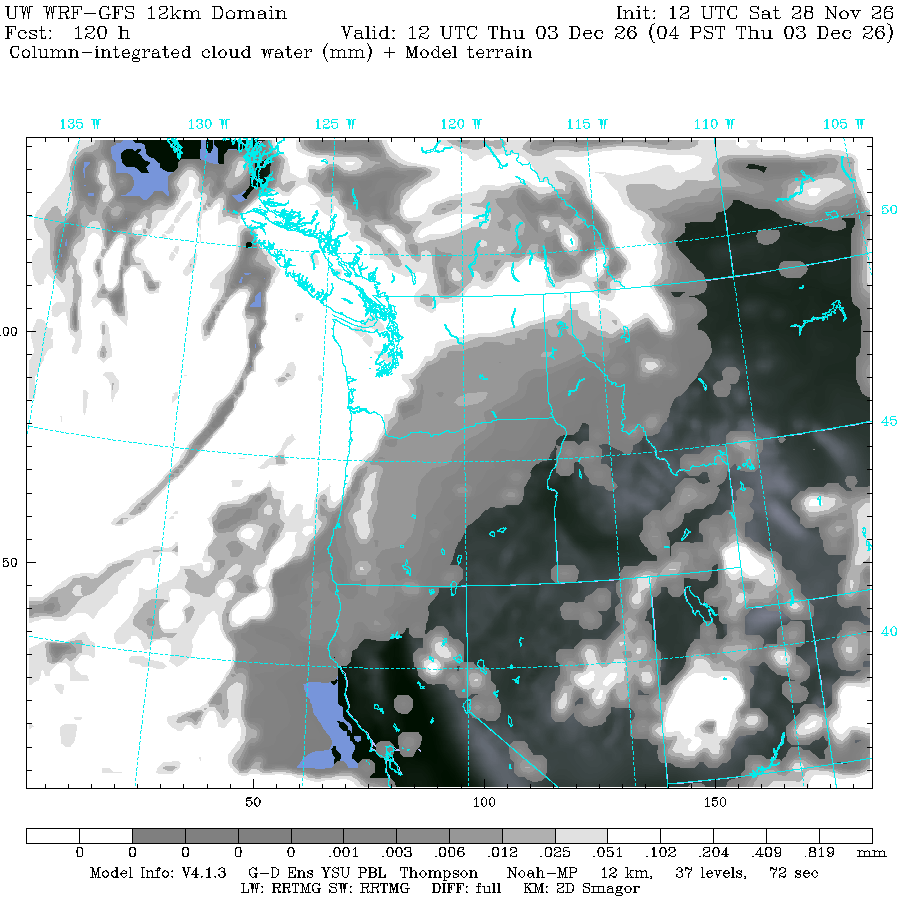 UW WRF-GFS 12km Domain Init: 12 UTC Sat 28 Nov 26
Fcst: 120 h Valid: 12 UTC Thu 03 Dec 26 (04 PST Thu 03 Dec 26)
Column-integrated cloud water (mm) + Model terrain
135 W 130 W 125 W 120 W 115 W 110 W 105 W
50
00
45
50
40
50 100 150
0 0 0 0 0 .001 .003 .006 .012 .025 .051 .102 .204 .409 .819 mm
Model Info: V4.1.3 G-D Ens YSU PBL Thompson Noah-MP 12 km, 37 levels, 72 sec
LW: RRTMG SW: RRTMG DIFF: full KM: 2D Smagor